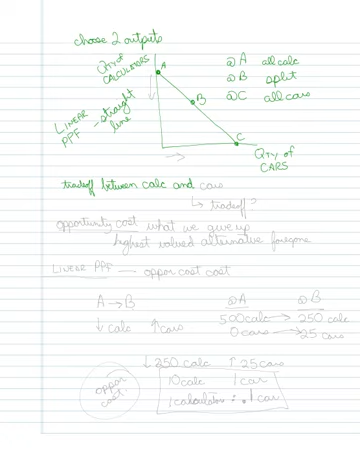 choose 2 outputs
QTY OF CALCULATORS
A
@ A all calc
@ B split
@ C all cars
B
LINEAR PPF - straight line
C
QTY OF CARS
tradeoff between calc and cars
↳ tradeoff
opportunity cost what we give up
highest valued alternative foregone
LINEAR PPF — oppor cost cost
A → B @A @B
↓ calc ↑ cars 500 calc → 250 calc
0 cars → 25 cars
↓ 250 calc ↑ 25 cars
oppor cost: 10 calc 1 car
1 calculator : .1 car